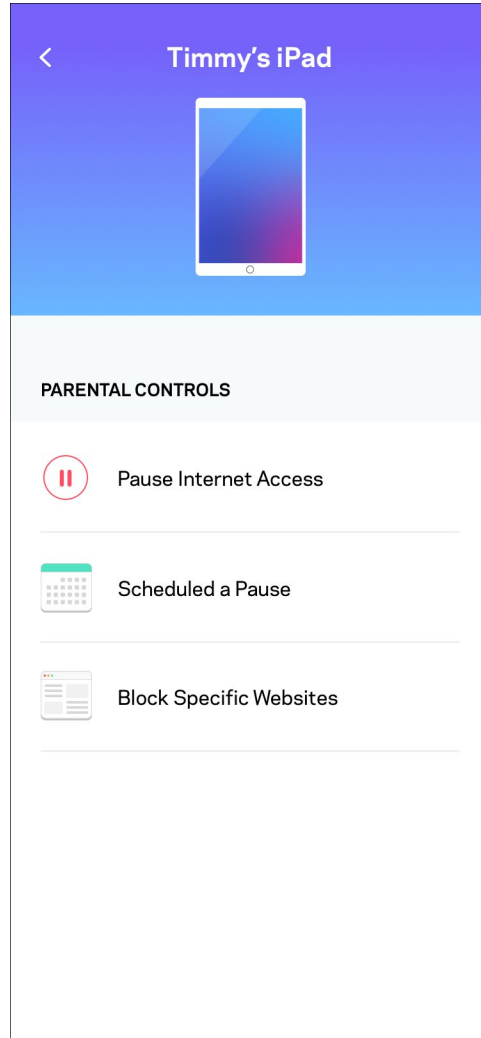 Timmy’s iPad
PARENTAL CONTROLS
Pause Internet Access
Scheduled a Pause
Block Specific Websites